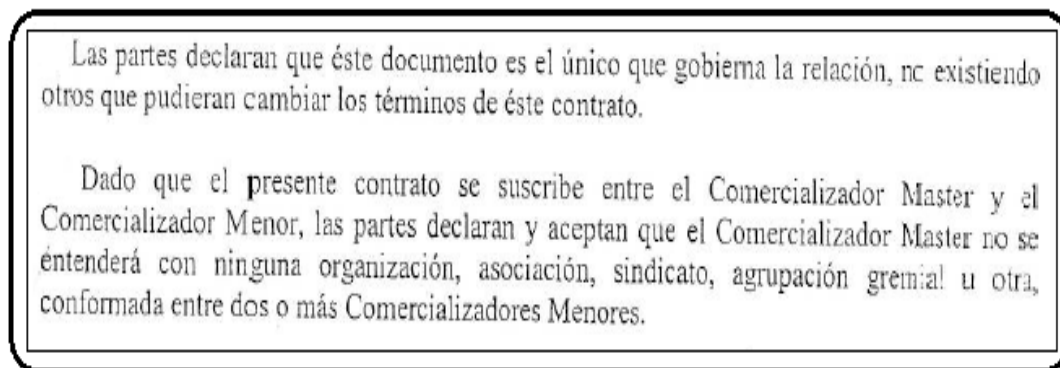 Las partes declaran que éste documento es el único que gobierna la relación, nc existiendo
otros que pudieran cambiar los términos de éste contrato.
Dado que el presente contrato se suscribe entre el Comercializador Master y el
Comercializador Menor, las partes declaran y aceptan que el Comercializador Master no se
entenderá con ninguna organización, asociación, sindicato, agrupación gremial u otra,
conformada entre dos o más Comercializadores Menores.